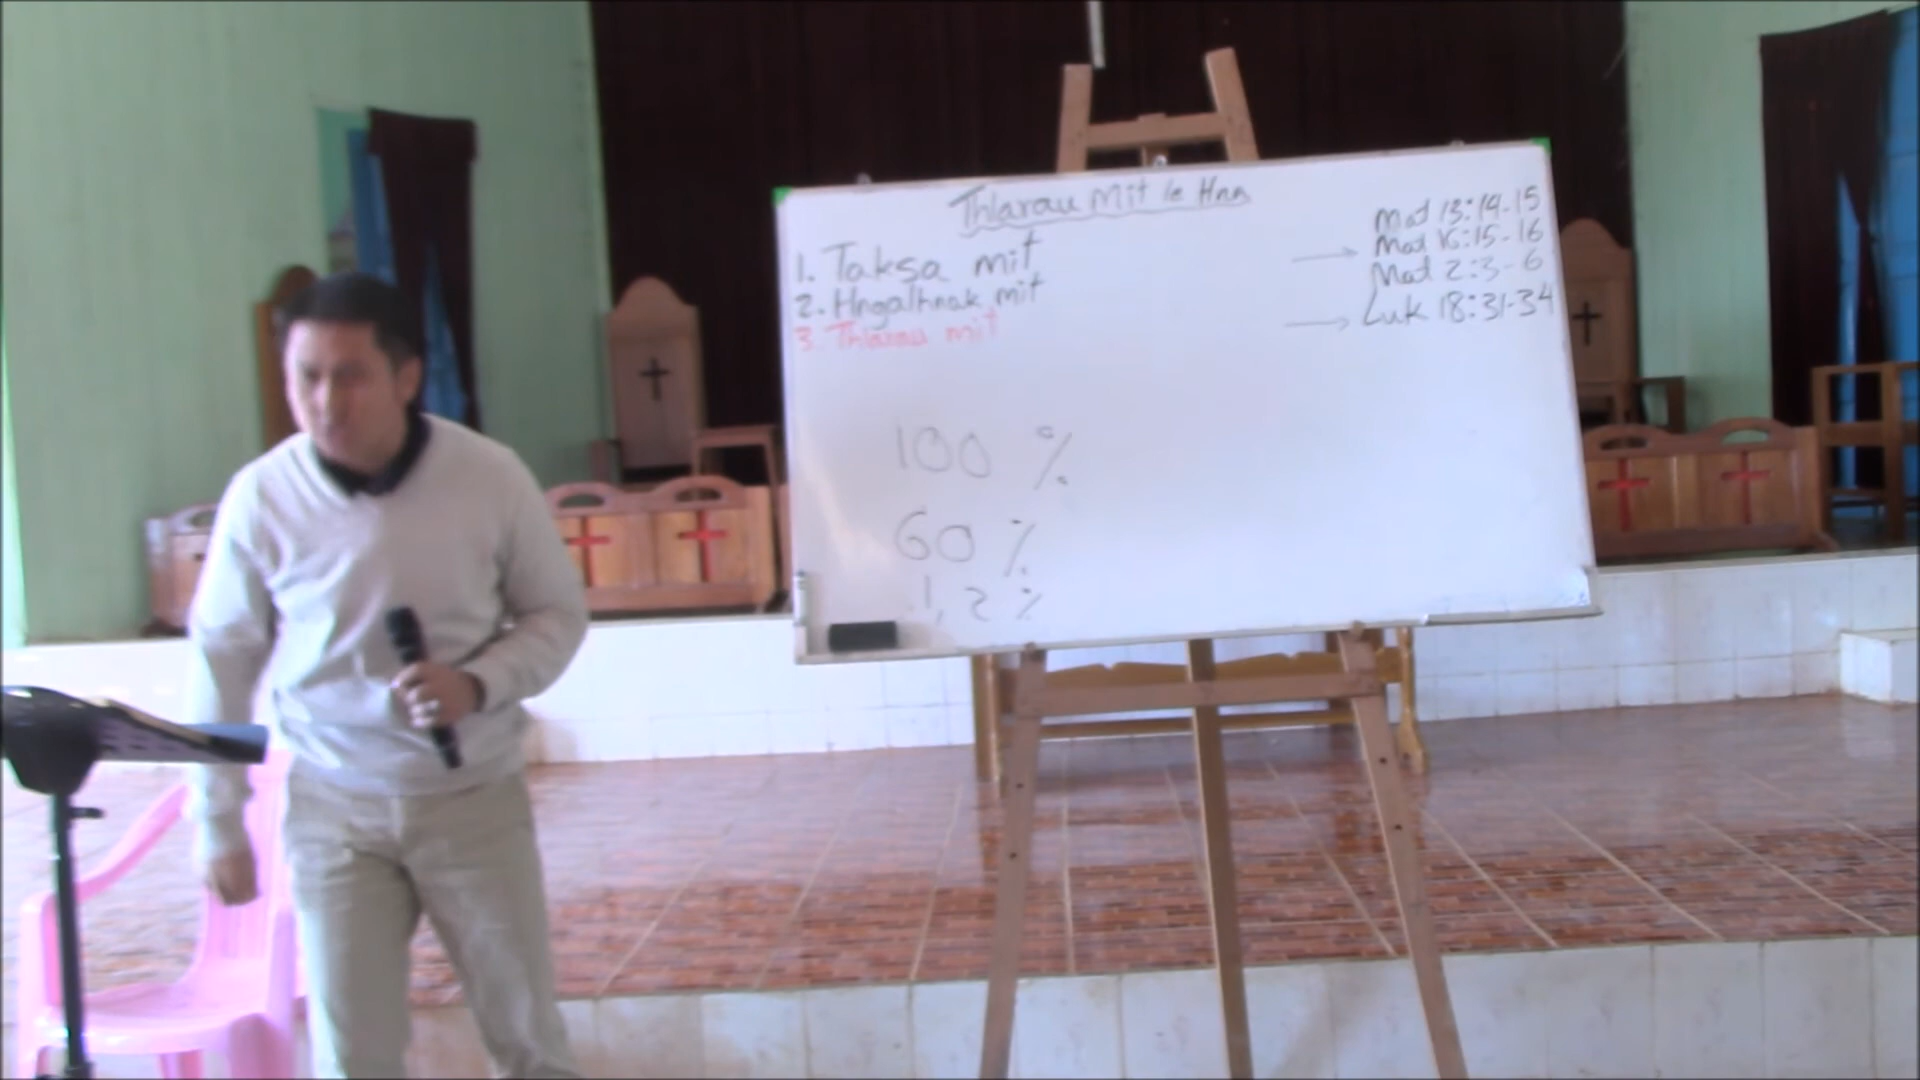 Thlarau Mit le Hna
1. Taksa mit
2. Hngalhnak mit
3. Thlarau mit
Mat 13:14-15
Mat 16:15-16
Mat 2:3-6
Luk 18:31-34
100 %
60 %
1, 2 %